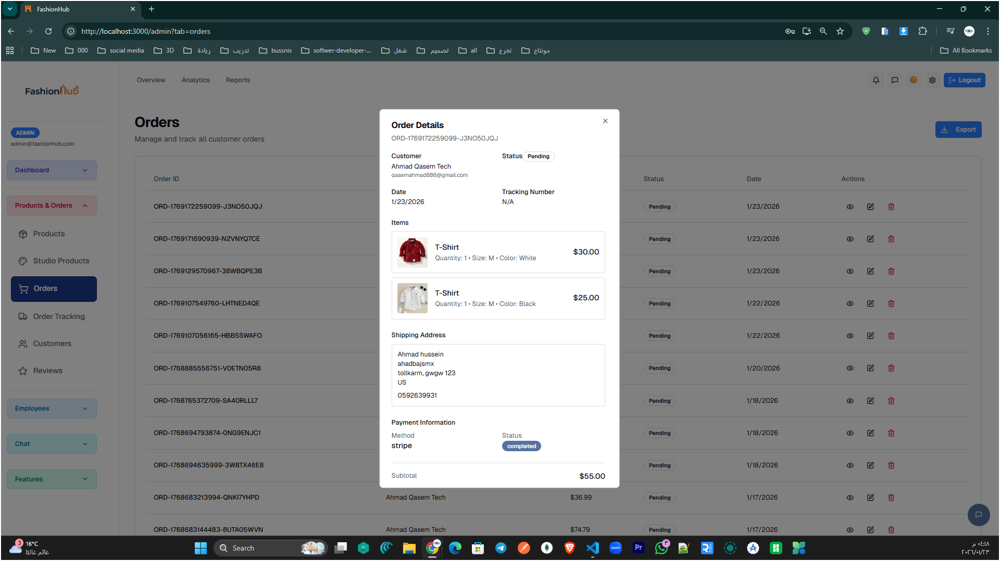 FashionHub
http://localhost:3000/admin?tab=orders
New
000
social media
3D
ريادة
تدريب
bussnis
softwer-developer-...
شغل
تصميم
all
تخرج
مونتاج
All Bookmarks
FashionHub
Overview
Analytics
Reports
Logout
ADMIN
admin@fashionhub.com
Dashboard
Products & Orders
Products
Studio Products
Orders
Order Tracking
Customers
Reviews
Employees
Chat
Features
Orders
Manage and track all customer orders
Export
Order ID Status Date Actions
ORD-1769172259099-J3NO50JQJ Pending 1/23/2026
ORD-1769171690939-N2VNYQ7CE Pending 1/23/2026
ORD-1769129570967-38WBQPE3B Pending 1/23/2026
ORD-1769107549760-LHTNED4QE Pending 1/22/2026
ORD-1769107056165-HBB5SWAFO Pending 1/22/2026
ORD-1768885556751-V0ETN05R8 Pending 1/20/2026
ORD-1768765372709-SA40RLLL7 Pending 1/18/2026
ORD-1768694793874-0NG9ENJC1 Pending 1/18/2026
ORD-1768694635999-3W8TX46E8 Pending 1/18/2026
ORD-1768683213994-QNKI7YHPD Ahmad Qasem Tech $36.99 Pending 1/17/2026
ORD-1768683144483-8UTA05WVN Ahmad Qasem Tech $74.79 Pending 1/17/2026
Order Details
ORD-1769172259099-J3NO50JQJ
Customer
Ahmad Qasem Tech
qasemahmad886@gmail.com
Status Pending
Date
1/23/2026
Tracking Number
N/A
Items
T-Shirt
Quantity: 1 • Size: M • Color: White
$30.00
T-Shirt
Quantity: 1 • Size: M • Color: Black
$25.00
Shipping Address
Ahmad hussein
ahadbajsmx
tollkarm, gwgw 123
US
0592639931
Payment Information
Method
stripe
Status
completed
Subtotal $55.00
3
16°C
غائم غالبًا
Search
zoom
Pr
٣
٠٤:١٨ م
٢٠٢٦/٠١/٢٣